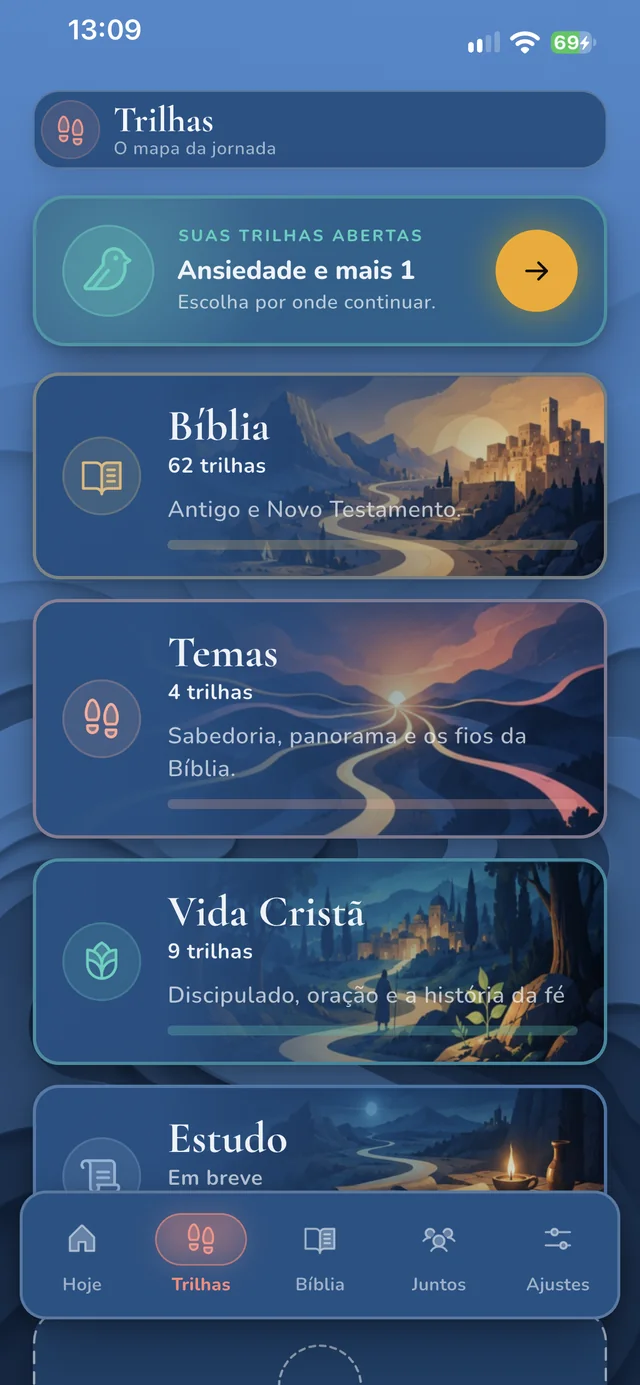 13:09
69
Trilhas
O mapa da jornada
SUAS TRILHAS ABERTAS
Ansiedade e mais 1
Escolha por onde continuar.
Bíblia
62 trilhas
Antigo e Novo Testamento.
Temas
4 trilhas
Sabedoria, panorama e os fios da
Bíblia.
Vida Cristã
9 trilhas
Discipulado, oração e a história da fé
Estudo
Em breve
Hoje
Trilhas
Bíblia
Juntos
Ajustes